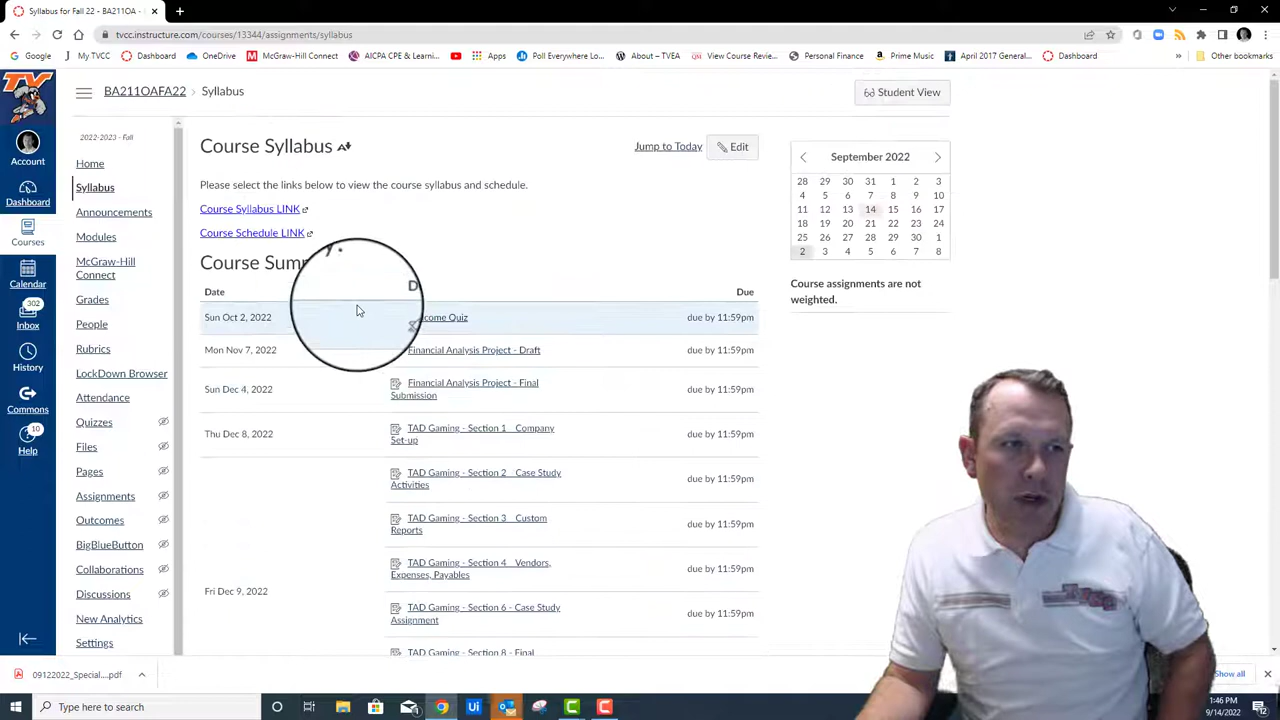 Syllabus for Fall 22 - BA211OA
tvcc.instructure.com/courses/13344/assignments/syllabus
Google
My TVCC
Dashboard
OneDrive
McGraw-Hill Connect
AICPA CPE & Learni...
YouTube
Apps
Poll Everywhere Lo...
About – TVEA
View Course Revie...
Personal Finance
Prime Music
April 2017 General...
Dashboard
»
Other bookmarks
TV
Account
Dashboard
Courses
Calendar
302
Inbox
History
Commons
10
Help
BA211OAFA22 › Syllabus
Student View
2022-2023 - Fall
Home
Syllabus
Announcements
Modules
McGraw-Hill
Connect
Grades
People
Rubrics
LockDown Browser
Attendance
Quizzes
Files
Pages
Assignments
Outcomes
BigBlueButton
Collaborations
Discussions
New Analytics
Settings
Course Syllabus
Jump to Today
Edit
Please select the links below to view the course syllabus and schedule.
Course Syllabus LINK
Course Schedule LINK
Course Summ
y:
Date
D
Due
Sun Oct 2, 2022
come Quiz
due by 11:59pm
Mon Nov 7, 2022
Financial Analysis Project - Draft
due by 11:59pm
Sun Dec 4, 2022
Financial Analysis Project - Final
Submission
due by 11:59pm
Thu Dec 8, 2022
TAD Gaming - Section 1 Company
Set-up
due by 11:59pm
TAD Gaming - Section 2 Case Study
Activities
due by 11:59pm
TAD Gaming - Section 3 Custom
Reports
due by 11:59pm
TAD Gaming - Section 4 Vendors,
Expenses, Payables
due by 11:59pm
Fri Dec 9, 2022
TAD Gaming - Section 6 - Case Study
Assignment
due by 11:59pm
TAD Gaming - Section 8 - Final
September 2022
28 29 30 31 1 2 3
4 5 6 7 8 9 10
11 12 13 14 15 16 17
18 19 20 21 22 23 24
25 26 27 28 29 30 1
2 3 4 5 6 7 8
Course assignments are not
weighted.
09122022_Special....pdf
Show all
Type here to search
Ui
1:46 PM
9/14/2022
12